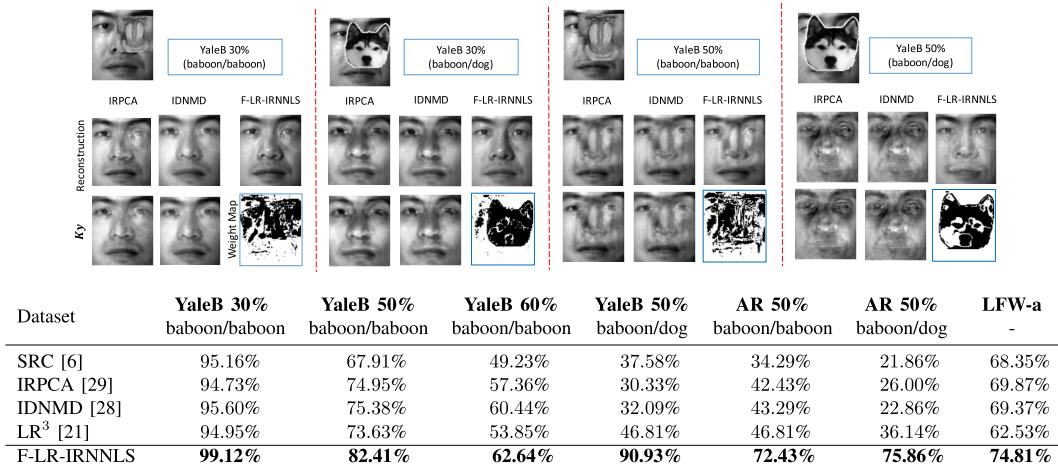 YaleB 30%
(baboon/baboon)
IRPCA IDNMD F-LR-IRNNLS
YaleB 30%
(baboon/dog)
IRPCA IDNMD F-LR-IRNNLS
YaleB 50%
(baboon/baboon)
IRPCA IDNMD F-LR-IRNNLS
YaleB 50%
(baboon/dog)
IRPCA IDNMD F-LR-IRNNLS
Reconstruction
Ky
Weight Map
Dataset YaleB 30% YaleB 50% YaleB 60% YaleB 50% AR 50% AR 50% LFW-a
baboon/baboon baboon/baboon baboon/baboon baboon/dog baboon/baboon baboon/dog -
SRC [6] 95.16% 67.91% 49.23% 37.58% 34.29% 21.86% 68.35%
IRPCA [29] 94.73% 74.95% 57.36% 30.33% 42.43% 26.00% 69.87%
IDNMD [28] 95.60% 75.38% 60.44% 32.09% 43.29% 22.86% 69.37%
LR³ [21] 94.95% 73.63% 53.85% 46.81% 46.81% 36.14% 62.53%
F-LR-IRNNLS 99.12% 82.41% 62.64% 90.93% 72.43% 75.86% 74.81%